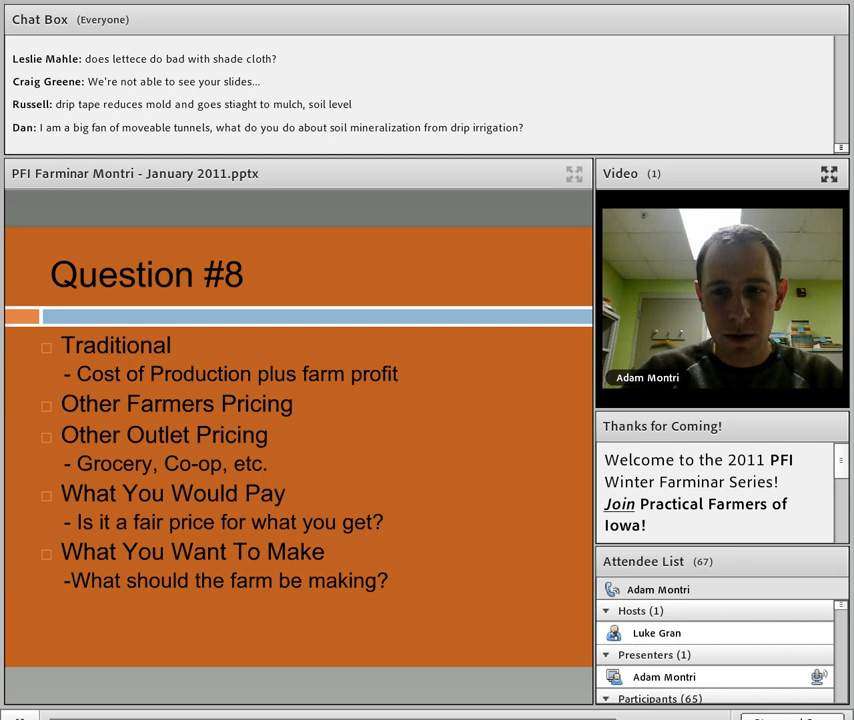 Chat Box (Everyone)
Leslie Mahle: does lettece do bad with shade cloth?
Craig Greene: We're not able to see your slides...
Russell: drip tape reduces mold and goes stiaght to mulch, soil level
Dan: I am a big fan of moveable tunnels, what do you do about soil mineralization from drip irrigation?
PFI Farminar Montri - January 2011.pptx
Question #8
Traditional
- Cost of Production plus farm profit
Other Farmers Pricing
Other Outlet Pricing
- Grocery, Co-op, etc.
What You Would Pay
- Is it a fair price for what you get?
What You Want To Make
-What should the farm be making?
Video (1)
Adam Montri
Thanks for Coming!
Welcome to the 2011 PFI
Winter Farminar Series!
Join Practical Farmers of
Iowa!
Attendee List (67)
Adam Montri
Hosts (1)
Luke Gran
Presenters (1)
Adam Montri
Participants (65)